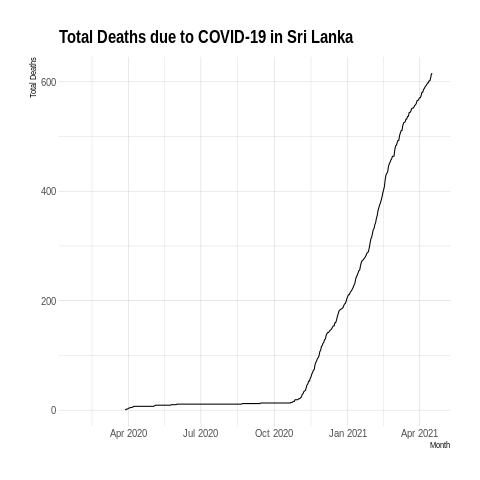 Total Deaths due to COVID-19 in Sri Lanka
Total Deaths
600
400
200
0
Apr 2020 Jul 2020 Oct 2020 Jan 2021 Apr 2021
Month